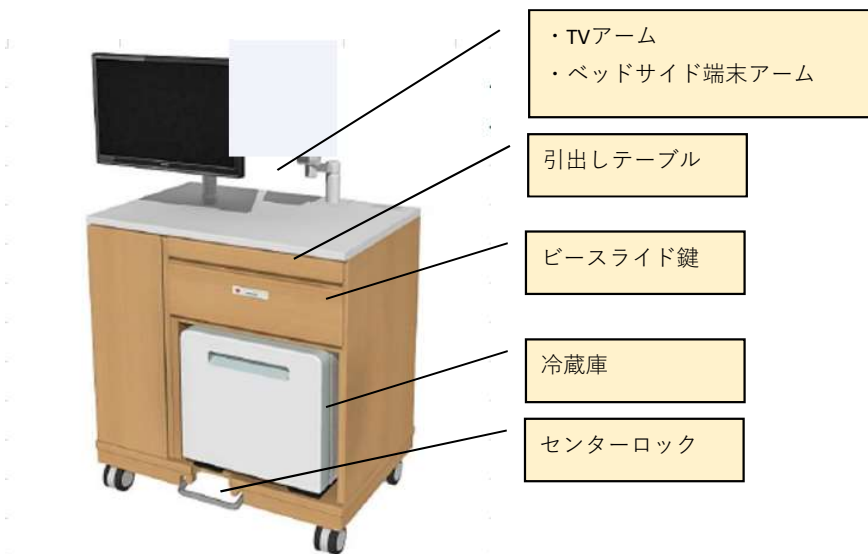 ・TVアーム
・ベッドサイド端末アーム
引出しテーブル
ビースライド鍵
冷蔵庫
センターロック